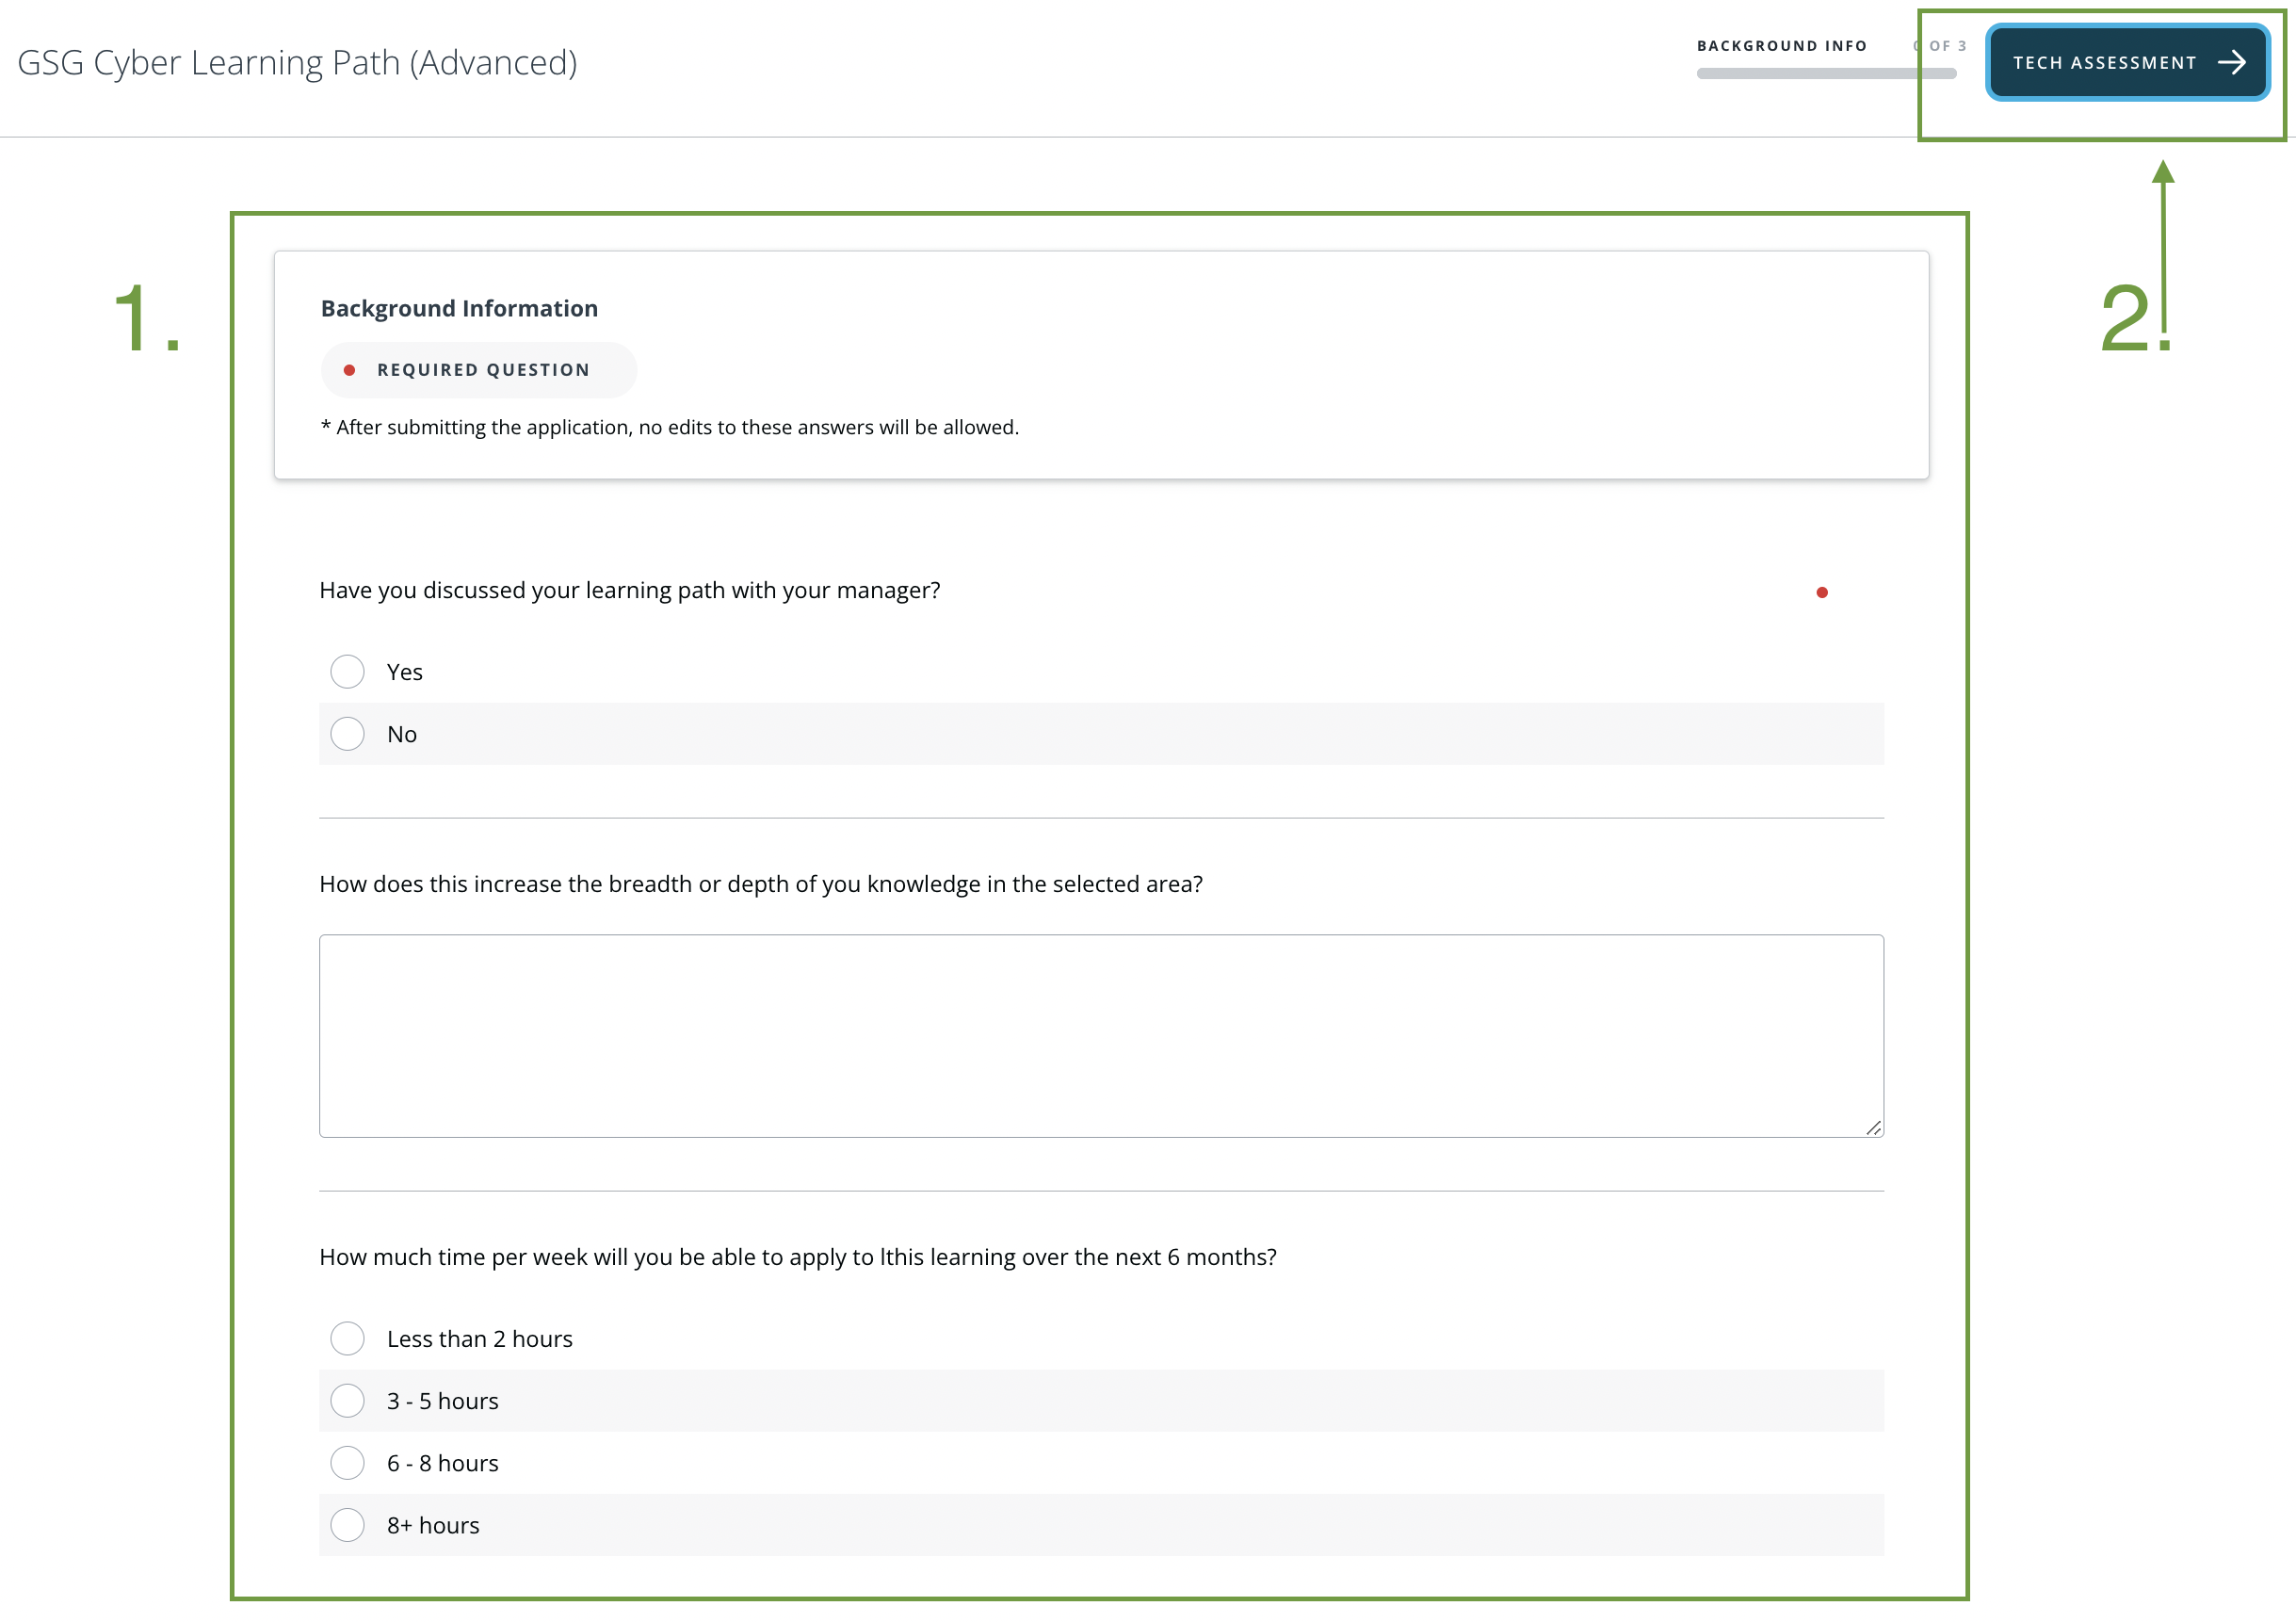 GSG Cyber Learning Path (Advanced)
BACKGROUND INFO 0 OF 3
TECH ASSESSMENT
1.
2.
Background Information
REQUIRED QUESTION
* After submitting the application, no edits to these answers will be allowed.
Have you discussed your learning path with your manager?
Yes
No
How does this increase the breadth or depth of you knowledge in the selected area?
How much time per week will you be able to apply to lthis learning over the next 6 months?
Less than 2 hours
3 - 5 hours
6 - 8 hours
8+ hours